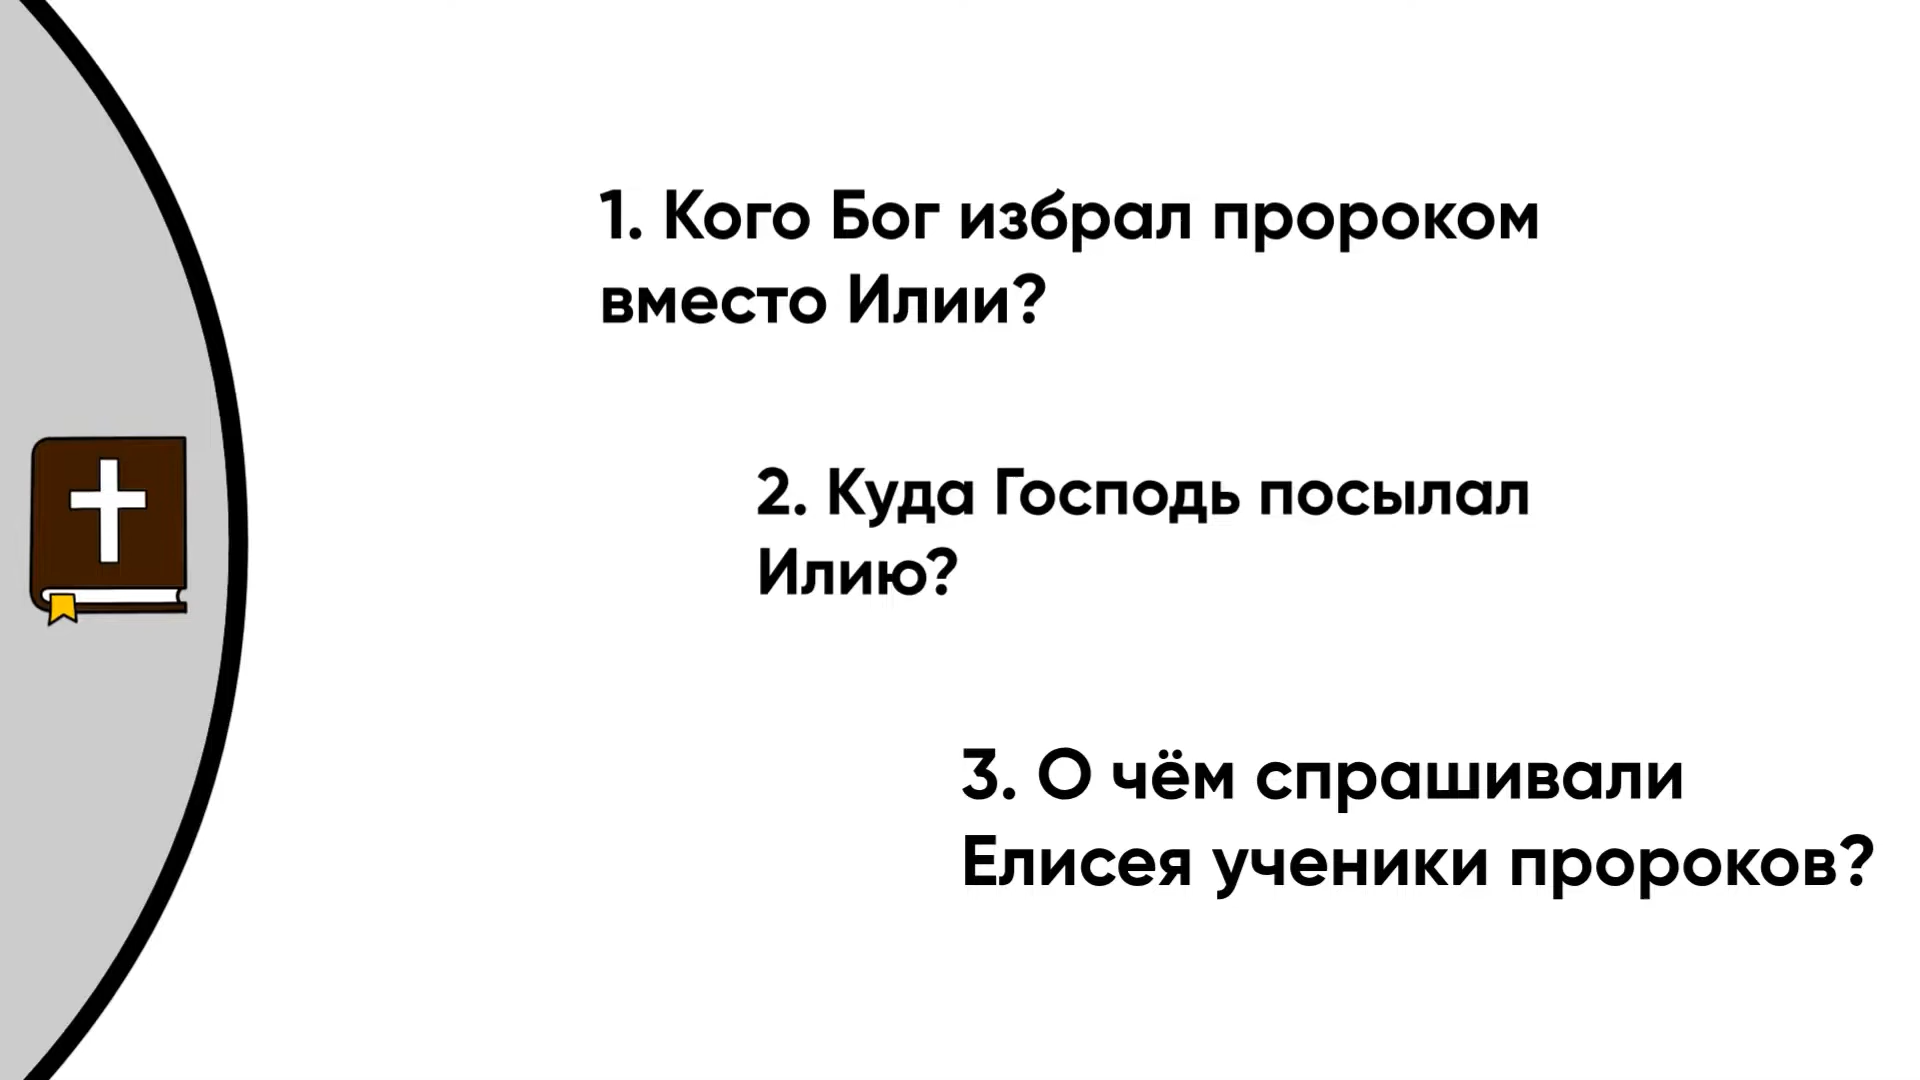 1. Кого Бог избрал пророком
вместо Илии?
2. Куда Господь посылал
Илию?
3. О чём спрашивали
Елисея ученики пророков?